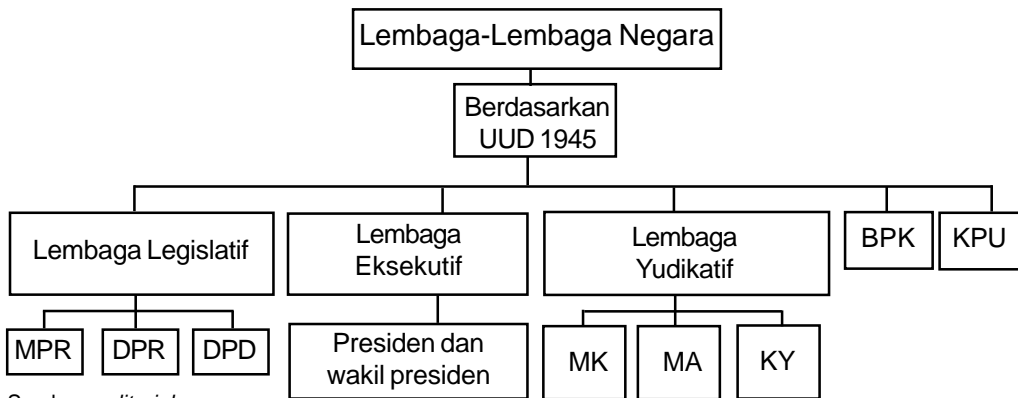 Lembaga-Lembaga Negara
Berdasarkan
UUD 1945
Lembaga Legislatif
Lembaga
Eksekutif
Lembaga
Yudikatif
BPK
KPU
MPR
DPR
DPD
Presiden dan
wakil presiden
MK
MA
KY